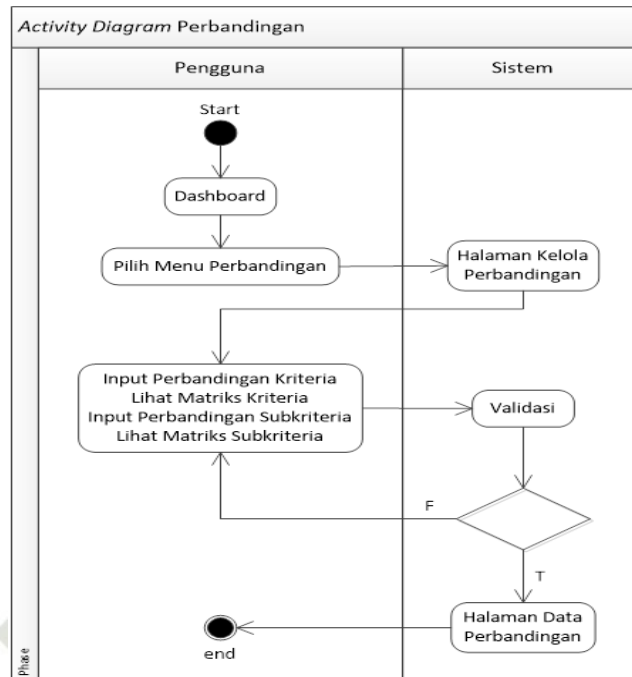 Activity Diagram Perbandingan
Pengguna
Sistem
Start
Dashboard
Pilih Menu Perbandingan
Halaman Kelola
Perbandingan
Input Perbandingan Kriteria
Lihat Matriks Kriteria
Input Perbandingan Subkriteria
Lihat Matriks Subkriteria
Validasi
F
T
Halaman Data
Perbandingan
end
Phase